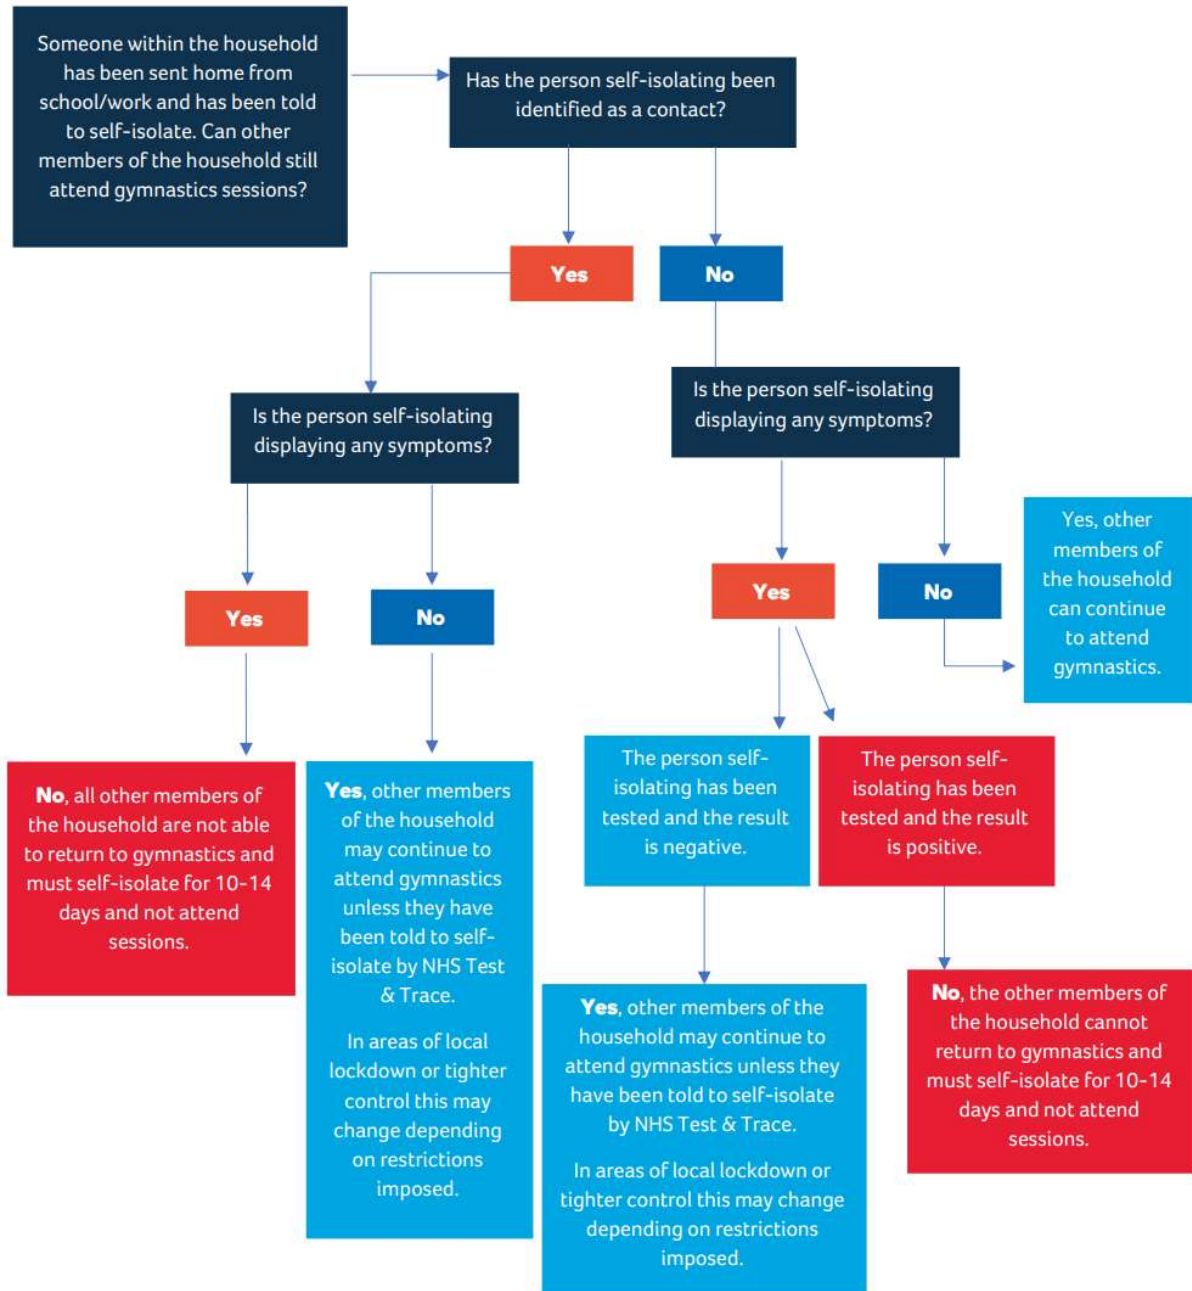 Someone within the household
has been sent home from
school/work and has been told
to self-isolate. Can other
members of the household still
attend gymnastics sessions?
Has the person self-isolating been
identified as a contact?
Yes
No
Is the person self-isolating
displaying any symptoms?
Is the person self-isolating
displaying any symptoms?
Yes
No
Yes
No
Yes, other
members of
the household
can continue
to attend
gymnastics.
No, all other members of
the household are not able
to return to gymnastics and
must self-isolate for 10-14
days and not attend
sessions.
Yes, other members
of the household
may continue to
attend gymnastics
unless they have
been told to self-
isolate by NHS Test
& Trace.
In areas of local
lockdown or tighter
control this may
change depending
on restrictions
imposed.
The person self-
isolating has been
tested and the result
is negative.
The person self-
isolating has been
tested and the result
is positive.
Yes, other members of the
household may continue to
attend gymnastics unless they
have been told to self-isolate
by NHS Test & Trace.
In areas of local lockdown or
tighter control this may change
depending on restrictions
imposed.
No, the other members of
the household cannot
return to gymnastics and
must self-isolate for 10-14
days and not attend
sessions.